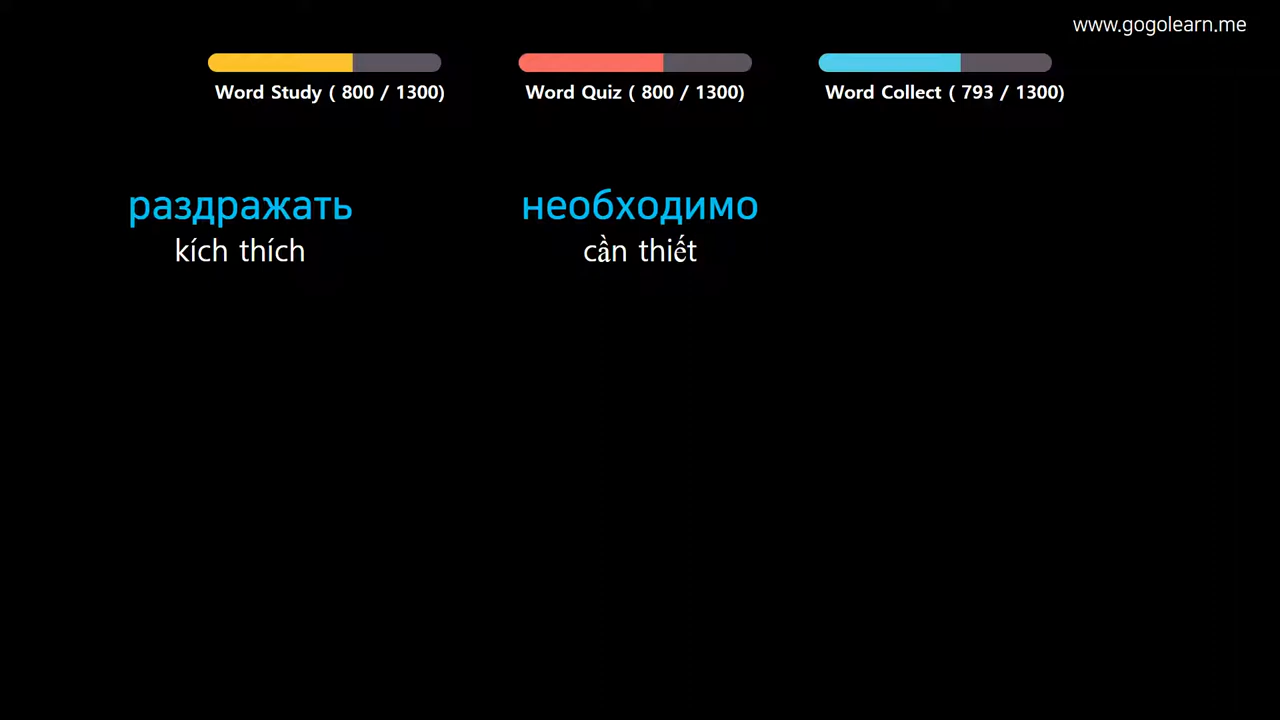 www.gogolearn.me
Word Study ( 800 / 1300)
Word Quiz ( 800 / 1300)
Word Collect ( 793 / 1300)
раздражать
kích thích
необходимо
cần thiết